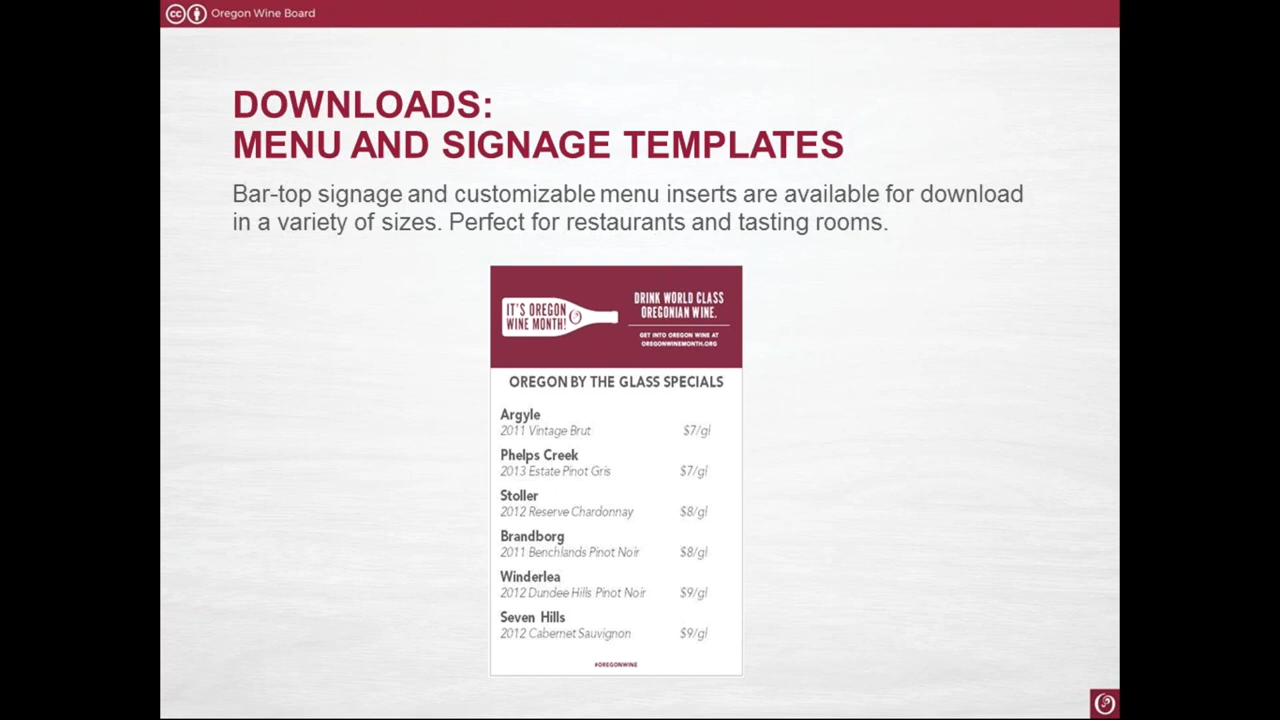 Oregon Wine Board
DOWNLOADS:
MENU AND SIGNAGE TEMPLATES
Bar-top signage and customizable menu inserts are available for download
in a variety of sizes. Perfect for restaurants and tasting rooms.
IT'S OREGON
WINE MONTH!
DRINK WORLD CLASS
OREGONIAN WINE.
GET INTO OREGON WINE AT
OREGONWINEMONTH.ORG
OREGON BY THE GLASS SPECIALS
Argyle
2011 Vintage Brut $7/gl
Phelps Creek
2013 Estate Pinot Gris $7/gl
Stoller
2012 Reserve Chardonnay $8/gl
Brandborg
2011 Benchlands Pinot Noir $8/gl
Winderlea
2012 Dundee Hills Pinot Noir $9/gl
Seven Hills
2012 Cabernet Sauvignon $9/gl
#OREGONWINE